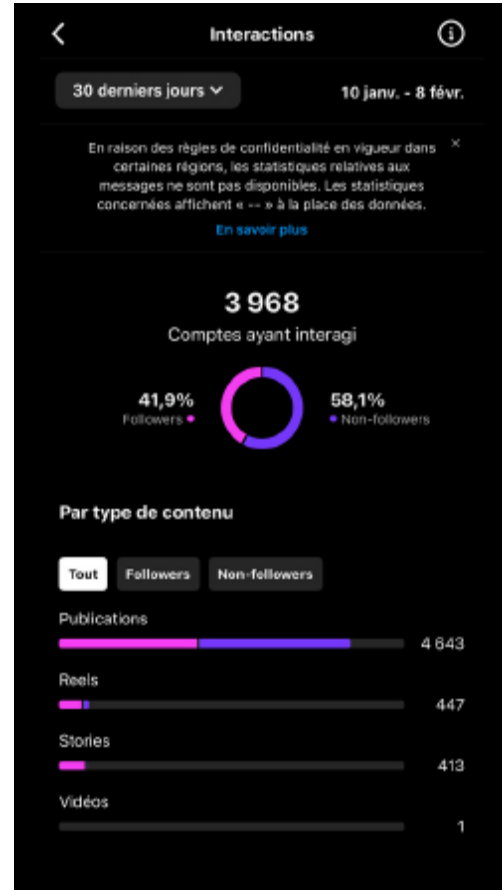 Interactions
30 derniers jours
10 janv. - 8 févr.
En raison des règles de confidentialité en vigueur dans
certaines régions, les statistiques relatives aux
messages ne sont pas disponibles. Les statistiques
concernées affichent « -- » à la place des données.
En savoir plus
3 968
Comptes ayant interagi
41,9%
Followers
58,1%
Non-followers
Par type de contenu
Tout Followers Non-followers
Publications
4 643
Reels
447
Stories
413
Vidéos
1